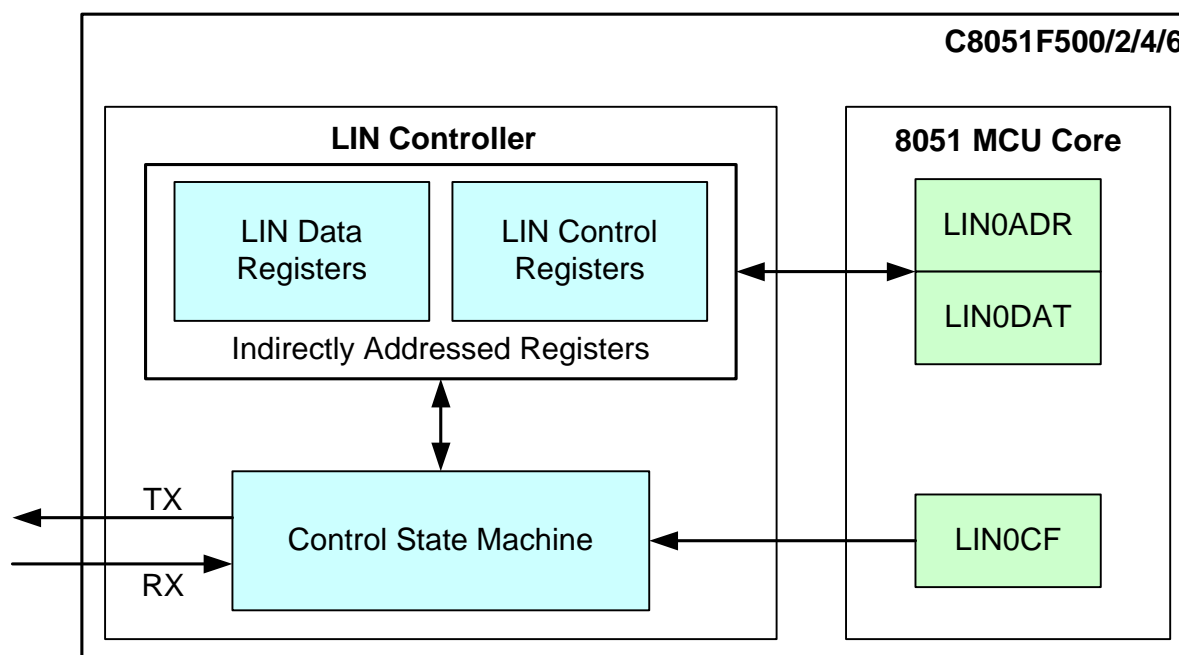 C8051F500/2/4/6
LIN Controller
8051 MCU Core
LIN Data
Registers
LIN Control
Registers
Indirectly Addressed Registers
LIN0ADR
LIN0DAT
TX
RX
Control State Machine
LIN0CF